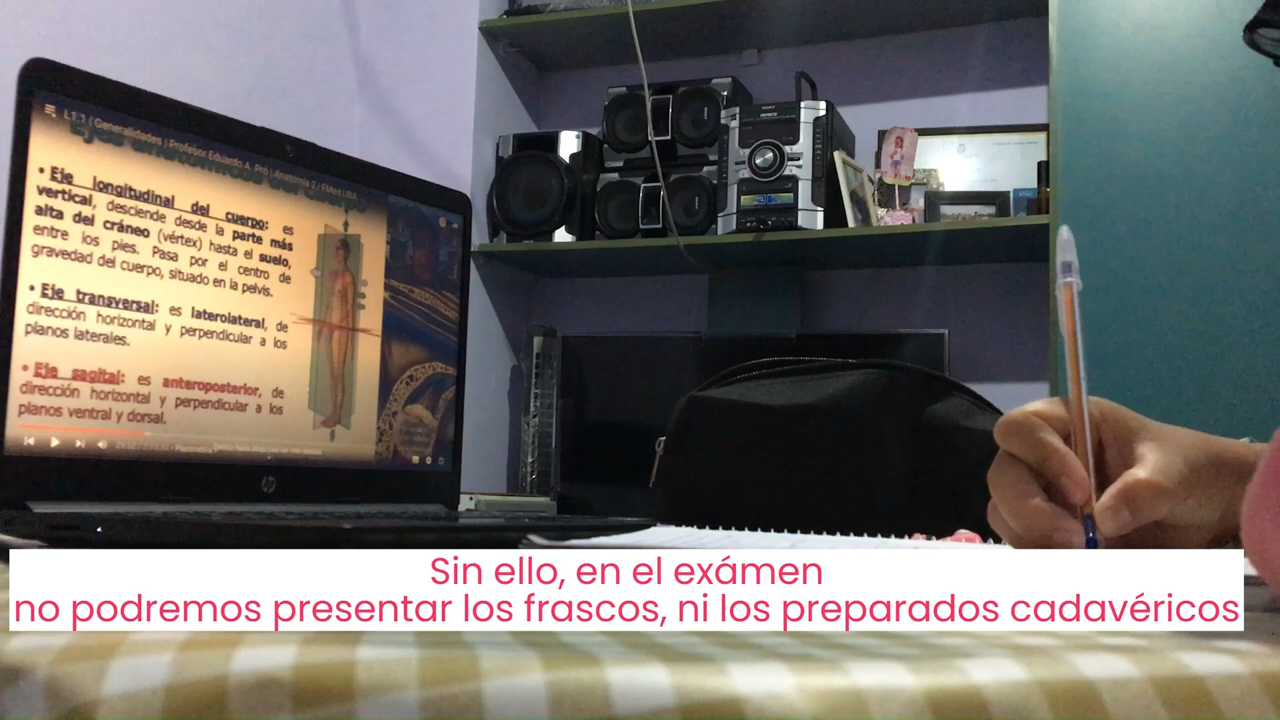 L1.1 | Generalidades | Profesor Eduardo A. Pró | Anatomía 2 | FMed UBA
• Eje longitudinal del cuerpo: es
vertical, desciende desde la parte más
alta del cráneo (vértex) hasta el suelo,
entre los pies. Pasa por el centro de
gravedad del cuerpo, situado en la pelvis.
• Eje transversal: es laterolateral, de
dirección horizontal y perpendicular a los
planos laterales.
• Eje sagital: es anteroposterior, de
dirección horizontal y perpendicular a los
planos ventral y dorsal.
hp
SONY
Sin ello, en el exámen
no podremos presentar los frascos, ni los preparados cadavéricos